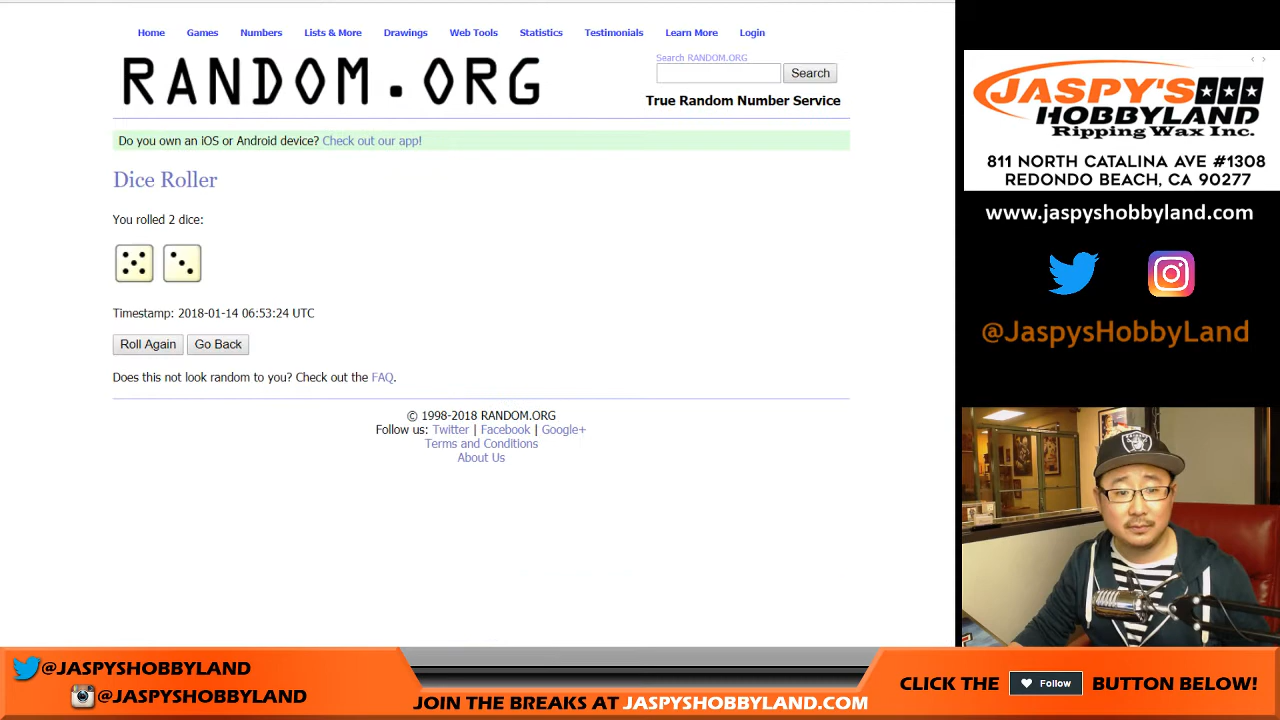 Home Games Numbers Lists & More Drawings Web Tools Statistics Testimonials Learn More Login
RANDOM.ORG
Search RANDOM.ORG
Search
True Random Number Service
Do you own an iOS or Android device? Check out our app!
Dice Roller
You rolled 2 dice:
Timestamp: 2018-01-14 06:53:24 UTC
Roll Again Go Back
Does this not look random to you? Check out the FAQ.
© 1998-2018 RANDOM.ORG
Follow us: Twitter | Facebook | Google+
Terms and Conditions
About Us
JASPY'S
HOBBYLAND
Ripping Wax Inc.
811 NORTH CATALINA AVE #1308
REDONDO BEACH, CA 90277
www.jaspyshobbyland.com
@JaspysHobbyLand
@JASPYSHOBBYLAND
@JASPYSHOBBYLAND
JOIN THE BREAKS AT JASPYSHOBBYLAND.COM
CLICK THE Follow BUTTON BELOW!